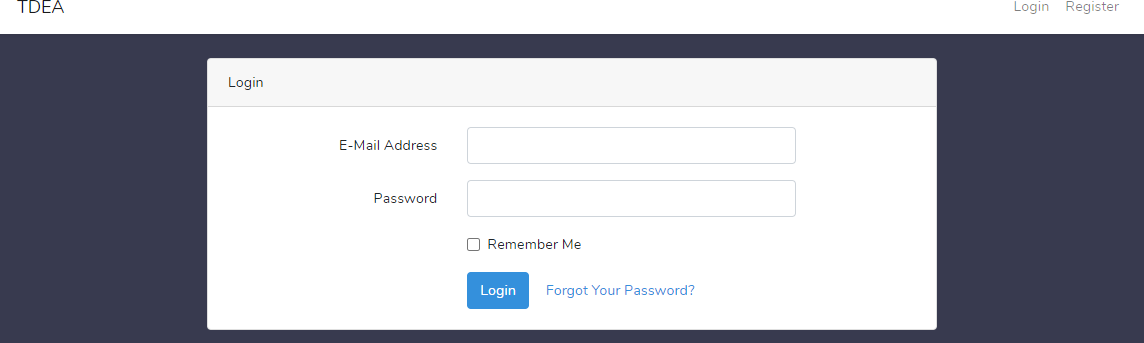 TDEA
Login Register
Login
E-Mail Address
Password
Remember Me
Login Forgot Your Password?